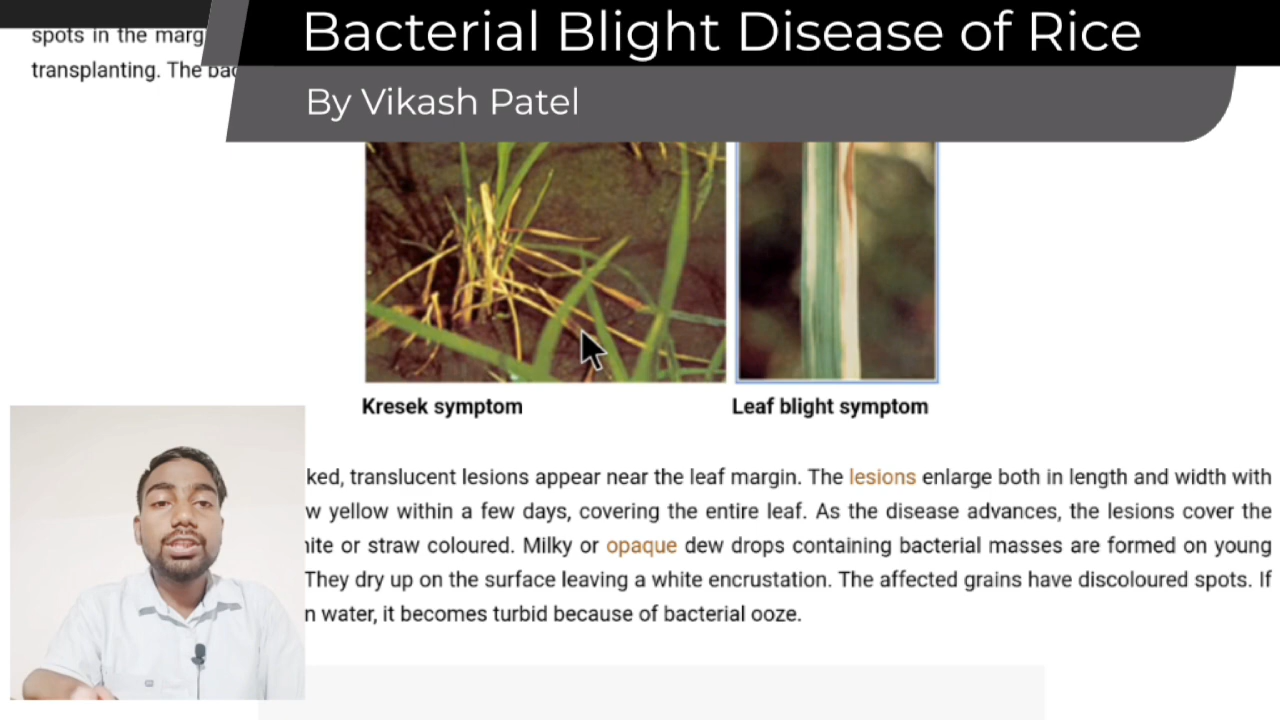 Bacterial Blight Disease of Rice
By Vikash Patel
spots in the marg
transplanting. The bac
Kresek symptom
Leaf blight symptom
ked, translucent lesions appear near the leaf margin. The lesions enlarge both in length and width with
w yellow within a few days, covering the entire leaf. As the disease advances, the lesions cover the
ite or straw coloured. Milky or opaque dew drops containing bacterial masses are formed on young
They dry up on the surface leaving a white encrustation. The affected grains have discoloured spots. If
n water, it becomes turbid because of bacterial ooze.